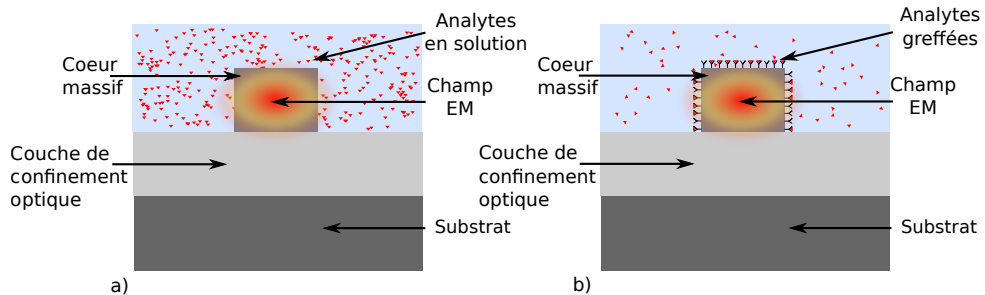 Analytes
en solution
Coeur
massif
Champ
EM
Couche de
confinement
optique
Substrat
a)
Analytes
greffées
Coeur
massif
Champ
EM
Couche de
confinement
optique
Substrat
b)